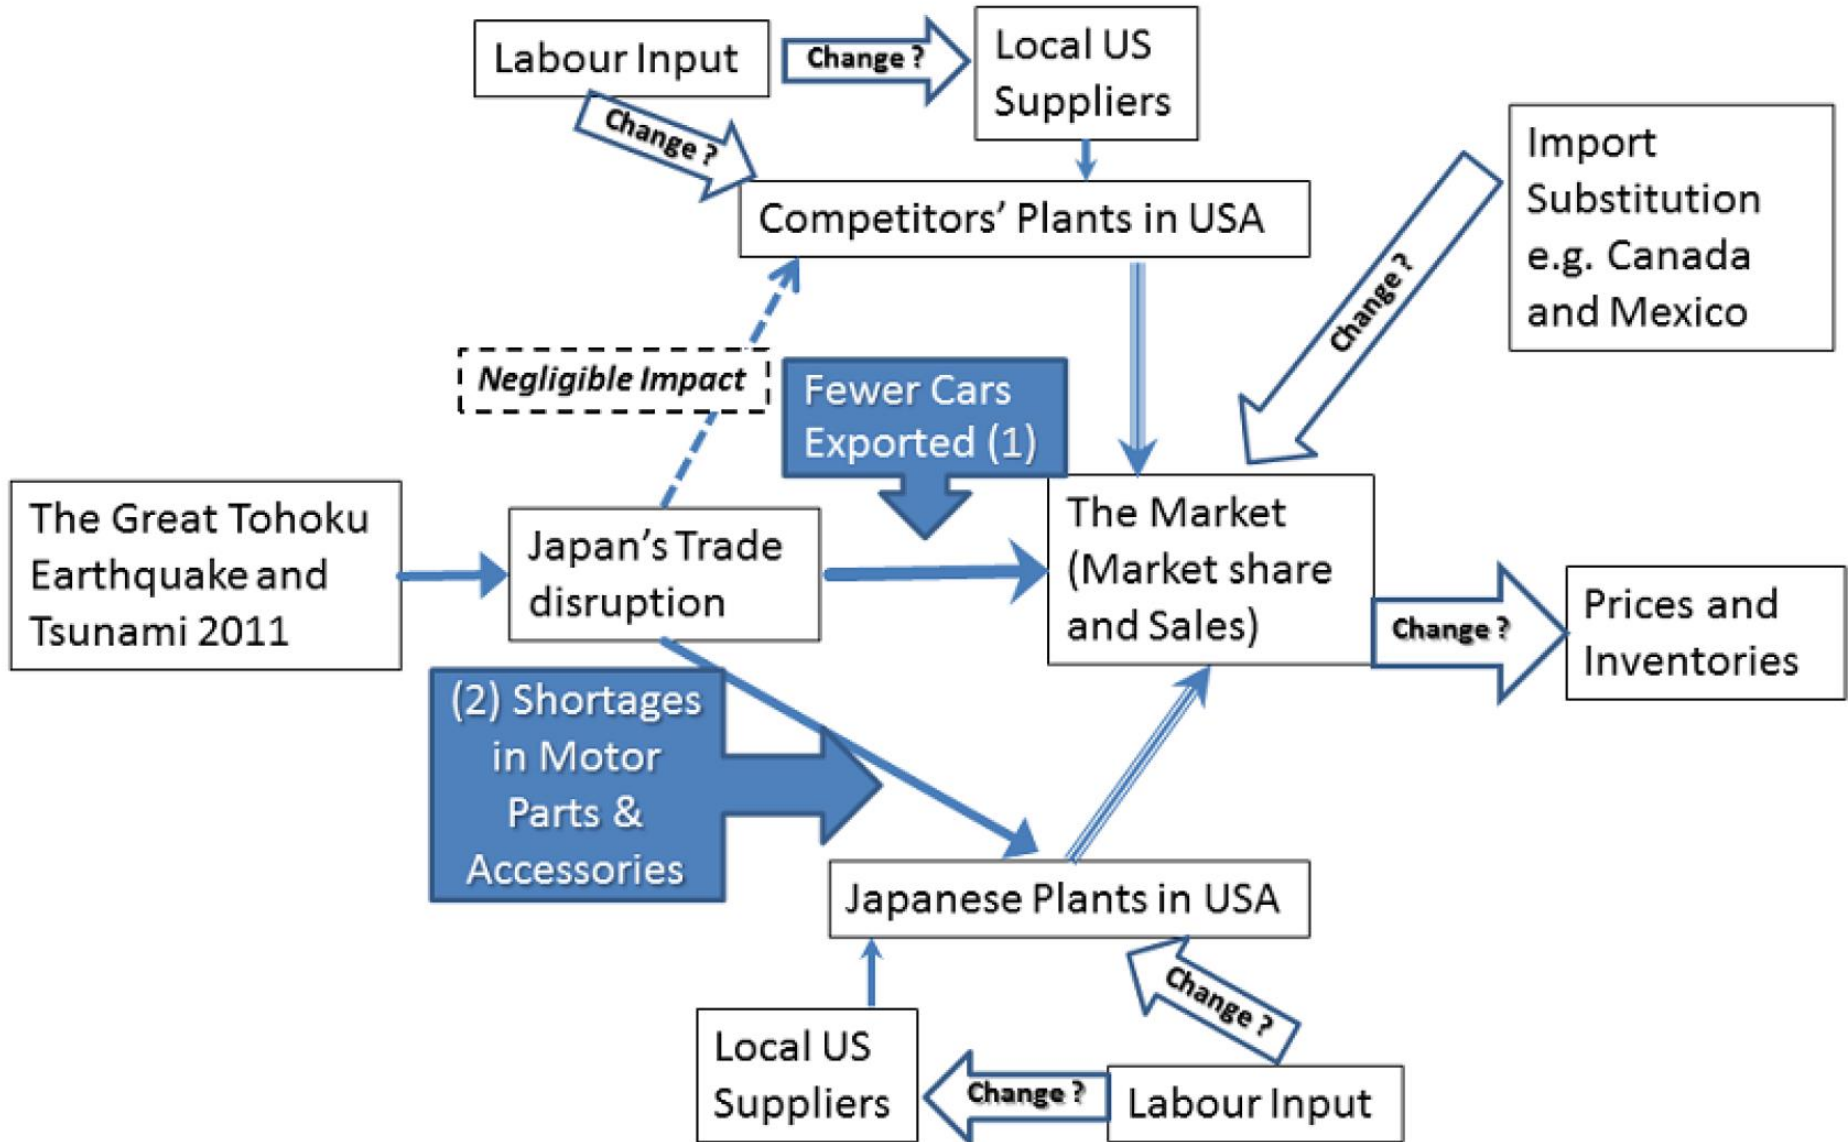 Labour Input
Change ?
Local US
Suppliers
Change ?
Import
Substitution
e.g. Canada
and Mexico
Competitors’ Plants in USA
Change ?
Negligible Impact
Fewer Cars
Exported (1)
The Great Tohoku
Earthquake and
Tsunami 2011
Japan’s Trade
disruption
The Market
(Market share
and Sales)
Change ?
Prices and
Inventories
(2) Shortages
in Motor
Parts &
Accessories
Japanese Plants in USA
Change ?
Local US
Suppliers
Change ?
Labour Input